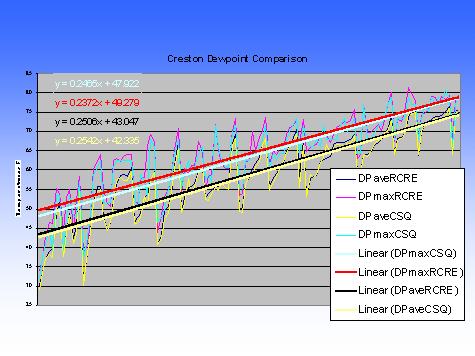 Creston Dewpoint Comparison
y = 0.2466x + 47.922
y = 0.2372x + 49.279
y = 0.2506x + 43.047
y = 0.2542x + 42.335
85
80
75
70
65
60
55
50
45
40
35
30
25
Temperature F
DPaveRCRE
DPmaxRCRE
DPaveCSQ
DPmaxCSQ
Linear (DPmaxCSQ)
Linear (DPmaxRCRE)
Linear (DPaveRCRE)
Linear (DPaveCSQ)